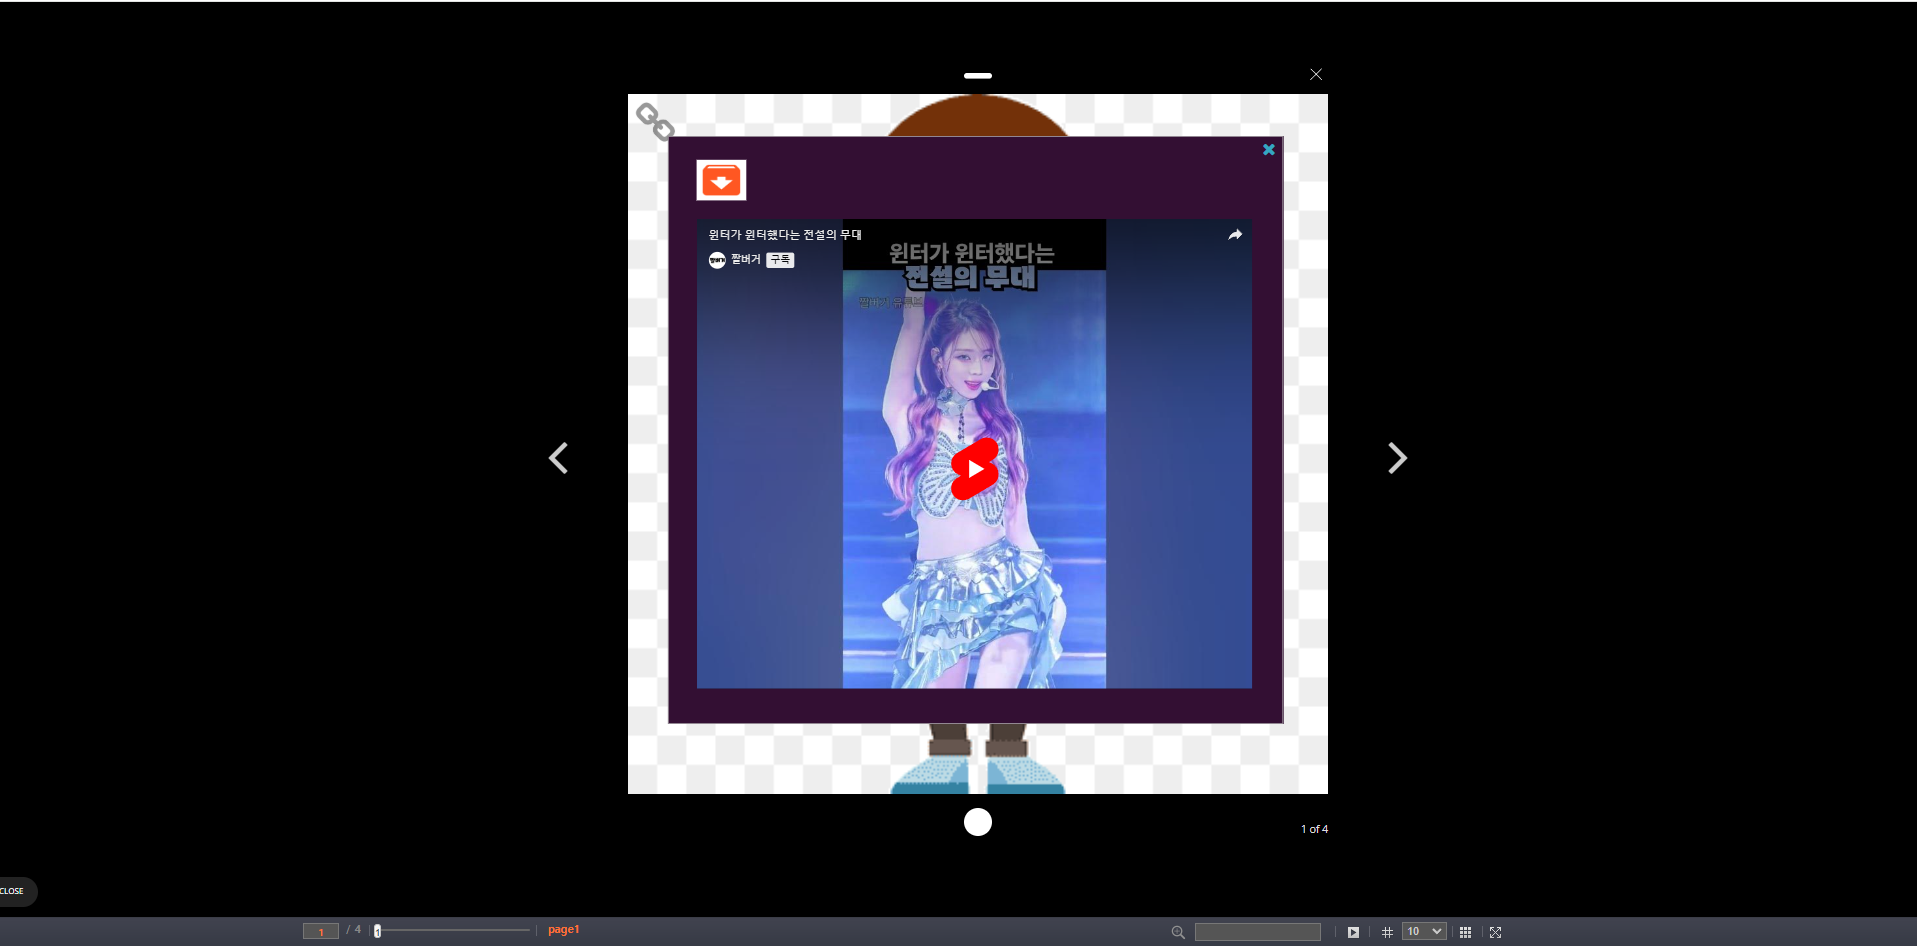 윈터가 윈터했다는 전설의 무대
짤버거 구독
윈터가 윈터했다는
전설의 무대
짤버거 유튜브
1 of 4
CLOSE
1 / 4 1 page1 10